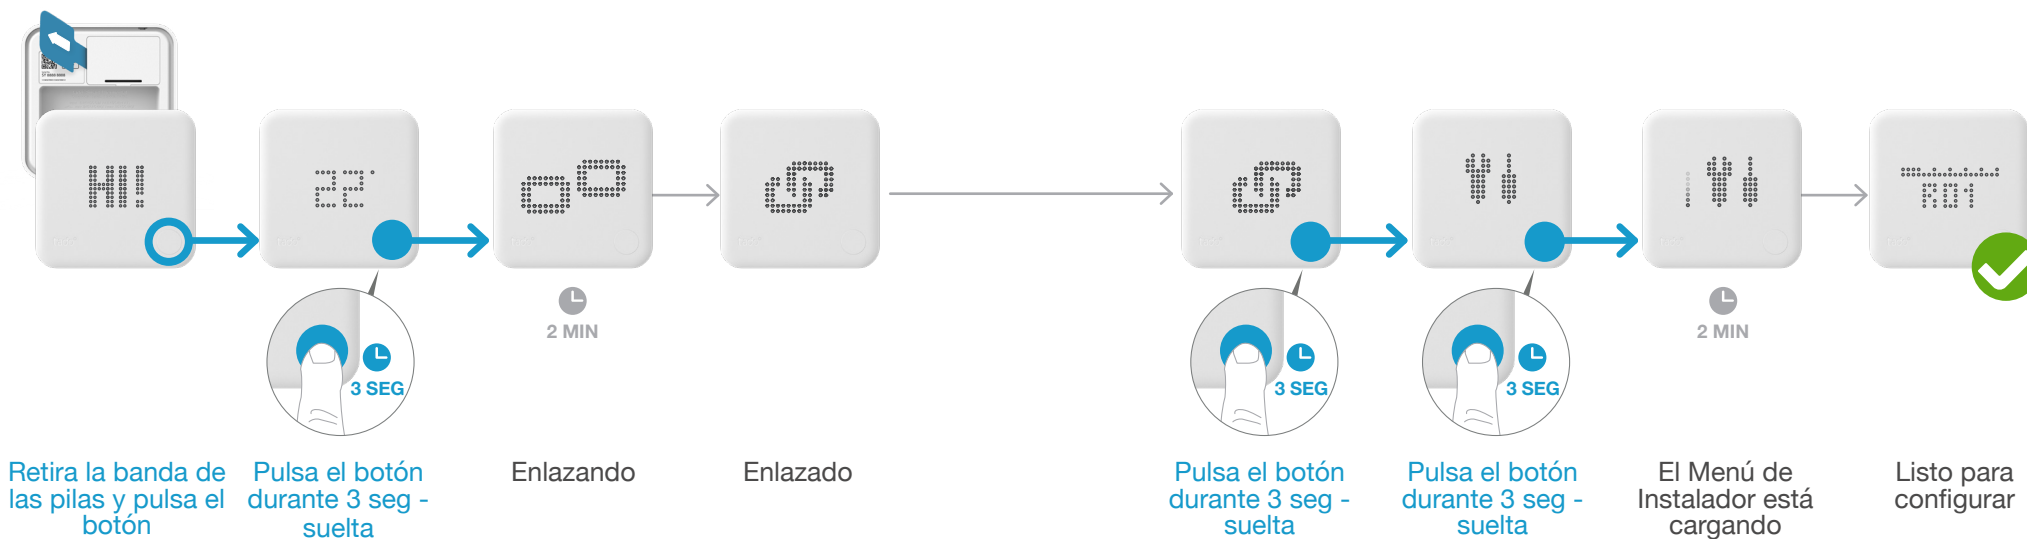 HI!
22°
R01
2 MIN
2 MIN
3 SEG
3 SEG
3 SEG
Retira la banda de
las pilas y pulsa el
botón
Pulsa el botón
durante 3 seg -
suelta
Enlazando
Enlazado
Pulsa el botón
durante 3 seg -
suelta
Pulsa el botón
durante 3 seg -
suelta
El Menú de
Instalador está
cargando
Listo para
configurar